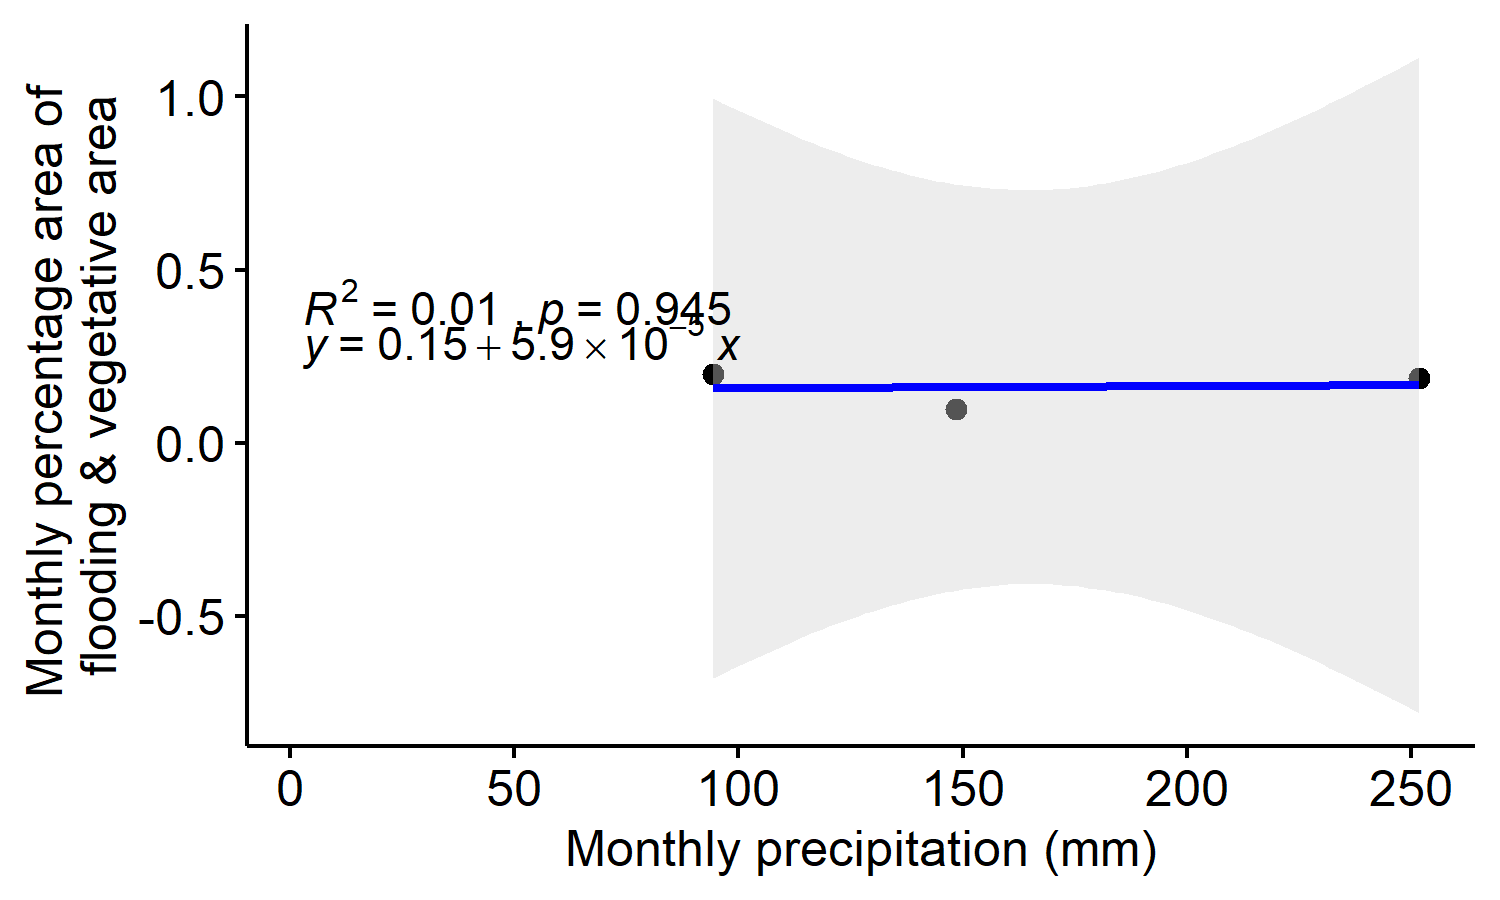 Monthly percentage area of
flooding & vegetative area
1.0
0.5
0.0
-0.5
R² = 0.01 , p = 0.945
y = 0.15 + 5.9 × 10⁻⁵ x
0 50 100 150 200 250
Monthly precipitation (mm)